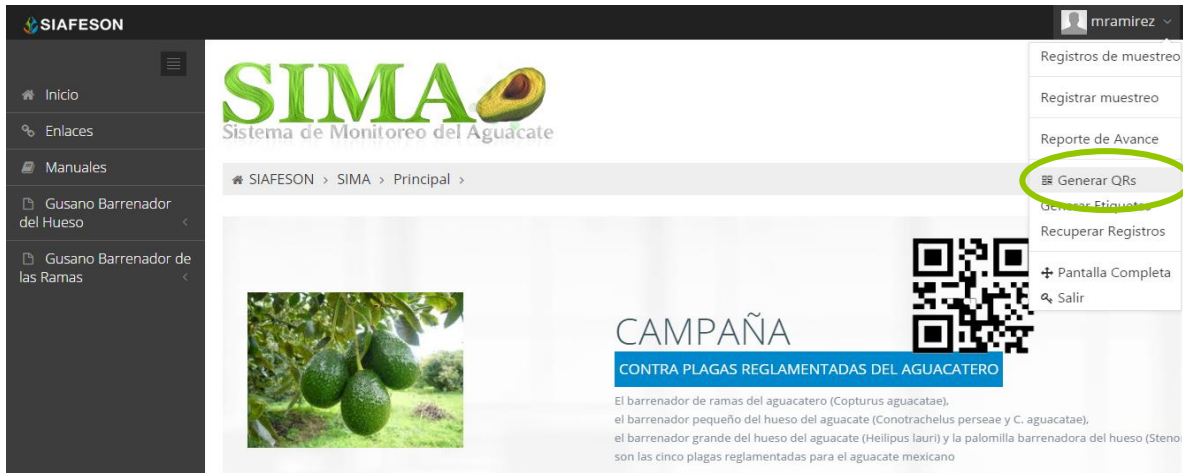 SIAFESON
mramirez
Inicio
Enlaces
Manuales
Gusano Barrenador
del Hueso
Gusano Barrenador de
las Ramas
SIMA
Sistema de Monitoreo del Aguacate
SIAFESON > SIMA > Principal >
Registros de muestreo
Registrar muestreo
Reporte de Avance
Generar QRs
Generar Etiquetas
Recuperar Registros
Pantalla Completa
Salir
CAMPAÑA
CONTRA PLAGAS REGLAMENTADAS DEL AGUACATERO
El barrenador de ramas del aguacatero (Copturus aguacatae),
el barrenador pequeño del hueso del aguacate (Conotrachelus perseae y C. aguacatae),
el barrenador grande del hueso del aguacate (Heilipus lauri) y la palomilla barrenadora del hueso (Steno
son las cinco plagas reglamentadas para el aguacate mexicano